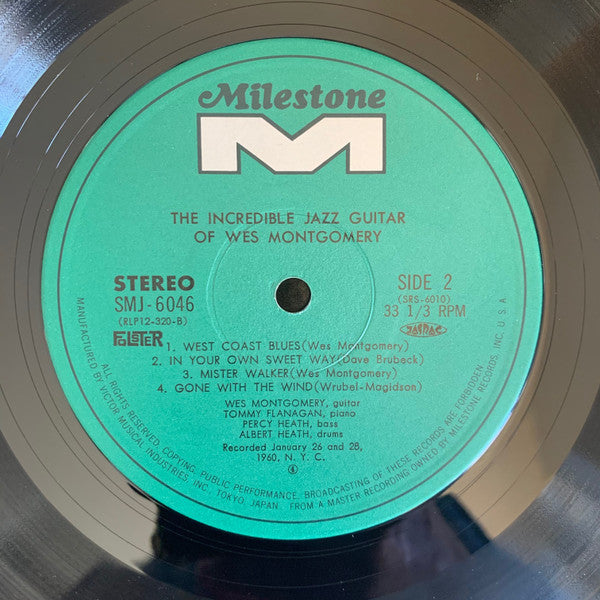 Milestone
M
THE INCREDIBLE JAZZ GUITAR
OF WES MONTGOMERY
STEREO
SMJ-6046
(RLP12-320-B)
SIDE 2
(SRS-6010)
33 1/3 RPM
JASRAC
FOLSTER
1. WEST COAST BLUES(Wes Montgomery)
2. IN YOUR OWN SWEET WAY(Dave Brubeck)
3. MISTER WALKER(Wes Montgomery)
4. GONE WITH THE WIND(Wrubel-Magidson)
WES MONTGOMERY, guitar
TOMMY FLANAGAN, piano
PERCY HEATH, bass
ALBERT HEATH, drums
Recorded January 26 and 28,
1960, N. Y. C.
4
MANUFACTURED BY VICTOR MUSICAL INDUSTRIES INC. TOKYO, JAPAN.
ALL RIGHTS RESERVED. COPYING, PUBLIC PERFORMANCE, BROADCASTING OF THESE RECORDS ARE FORBIDDEN.
FROM A MASTER RECORDING OWNED BY MILESTONE RECORDS, INC. U.S.A.